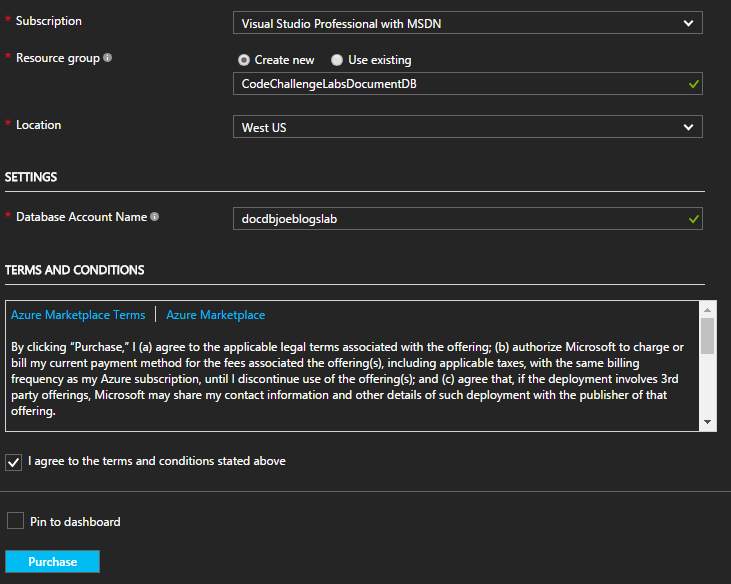 * Subscription
Visual Studio Professional with MSDN
* Resource group
Create new
Use existing
CodeChallengeLabsDocumentDB
* Location
West US
SETTINGS
* Database Account Name
docdbjoeblogslab
TERMS AND CONDITIONS
Azure Marketplace Terms | Azure Marketplace
By clicking “Purchase,” I (a) agree to the applicable legal terms associated with the offering; (b) authorize Microsoft to charge or
bill my current payment method for the fees associated the offering(s), including applicable taxes, with the same billing
frequency as my Azure subscription, until I discontinue use of the offering(s); and (c) agree that, if the deployment involves 3rd
party offerings, Microsoft may share my contact information and other details of such deployment with the publisher of that
offering.
I agree to the terms and conditions stated above
Pin to dashboard
Purchase